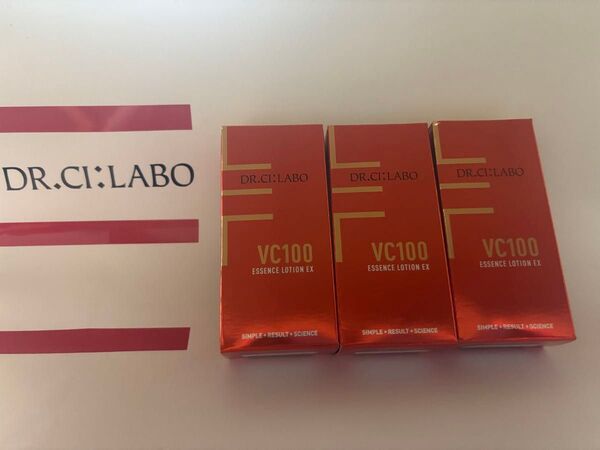 DR.CI:LABO
DR.CI:LABO
VC100
ESSENCE LOTION EX
SIMPLE • RESULT • SCIENCE
DR.CI:LABO
VC100
ESSENCE LOTION EX
SIMPLE • RESULT • SCIENCE
DR.CI:LABO
VC100
ESSENCE LOTION EX
SIMPLE • RESULT • SCIENCE